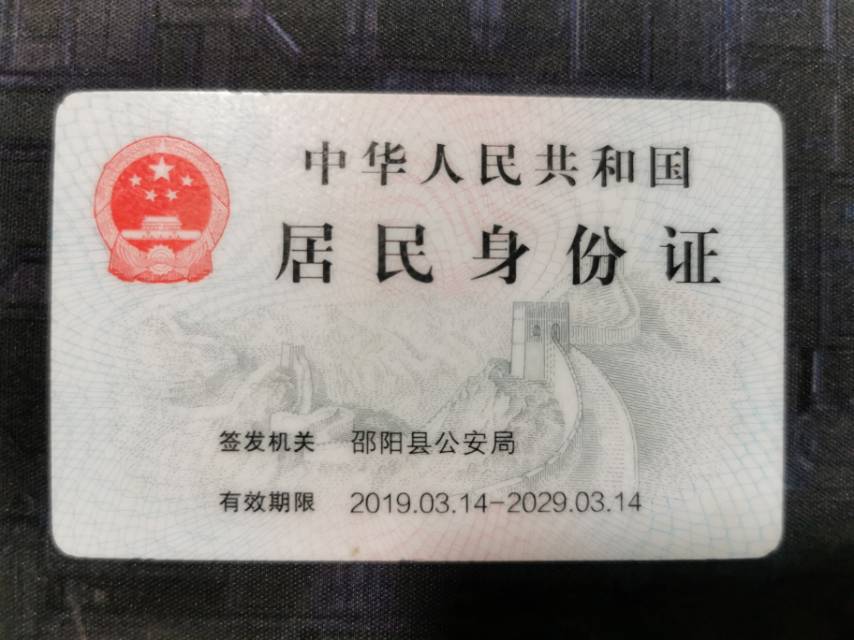 中华人民共和国
居民身份证
签发机关 邵阳县公安局
有效期限 2019.03.14-2029.03.14